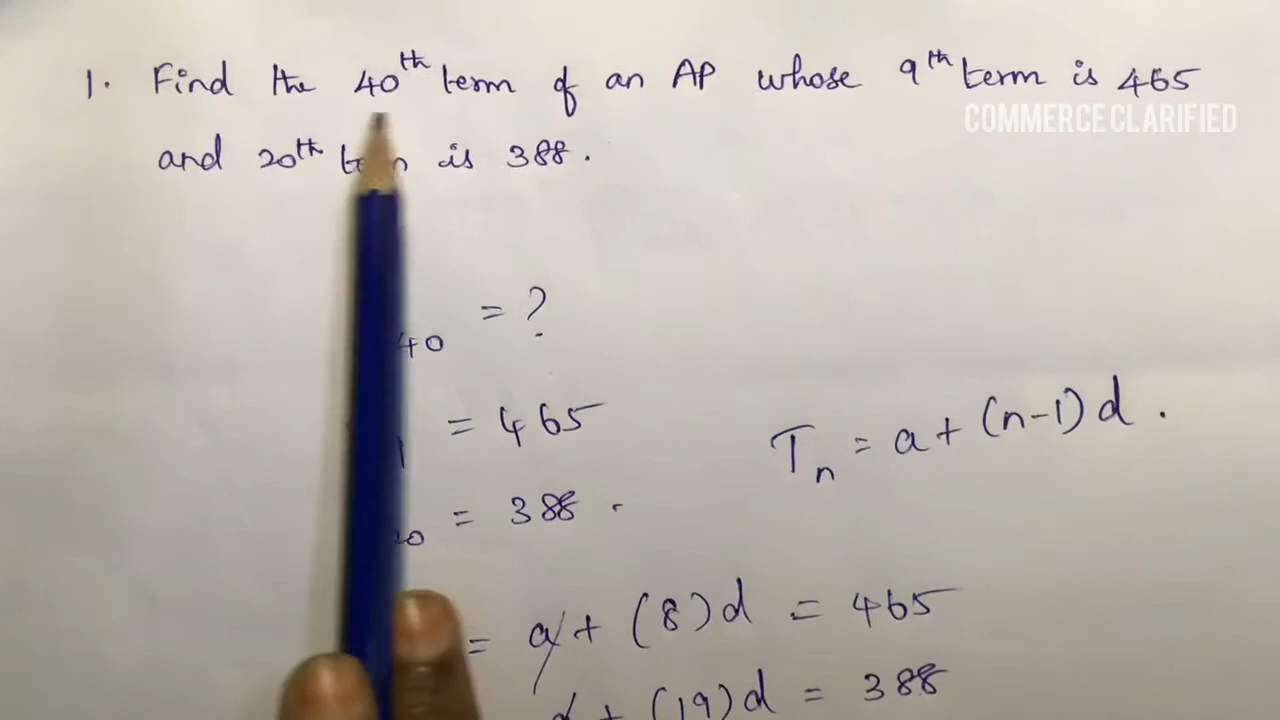 1. Find the 40th term of an AP whose 9th term is 465
COMMERCE CLARIFIED
and 20th is 388.
40 = ?
= 465
Tn = a + (n-1)d.
20 = 388.
= a + (8)d = 465
+ (19)d = 388